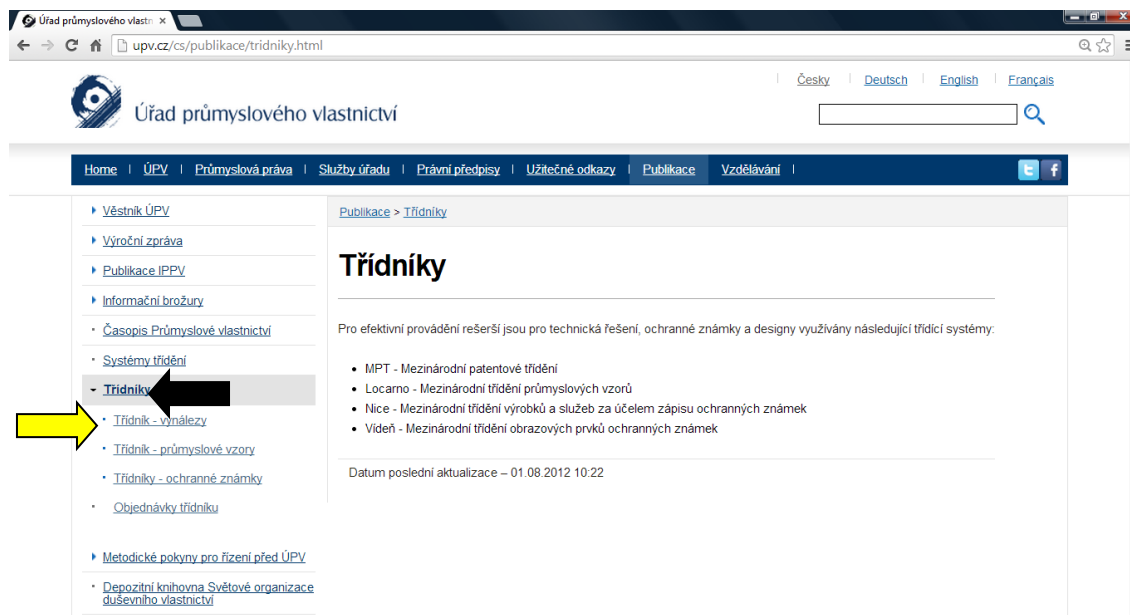 Úřad průmyslového vlastn
upv.cz/cs/publikace/tridniky.html
Česky | Deutsch | English | Français
Úřad průmyslového vlastnictví
Home | ÚPV | Průmyslová práva | Služby úřadu | Právní předpisy | Užitečné odkazy | Publikace Vzdělávání |
Věstník ÚPV
Výroční zpráva
Publikace IPPV
Informační brožury
Časopis Průmyslové vlastnictví
Systémy třídění
Třídníky
Třídník - vynálezy
Třídník - průmyslové vzory
Třídníky - ochranné známky
Objednávky třídníku
Metodické pokyny pro řízení před ÚPV
Depozitní knihovna Světové organizace
duševního vlastnictví
Publikace > Třídníky
Třídníky
Pro efektivní provádění rešerší jsou pro technická řešení, ochranné známky a designy využívány následující třídící systémy:
• MPT - Mezinárodní patentové třídění
• Locarno - Mezinárodní třídění průmyslových vzorů
• Nice - Mezinárodní třídění výrobků a služeb za účelem zápisu ochranných známek
• Vídeň - Mezinárodní třídění obrazových prvků ochranných známek
Datum poslední aktualizace – 01.08.2012 10:22